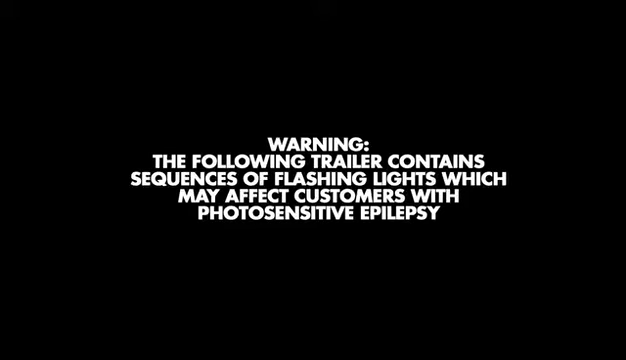 WARNING:
THE FOLLOWING TRAILER CONTAINS
SEQUENCES OF FLASHING LIGHTS WHICH
MAY AFFECT CUSTOMERS WITH
PHOTOSENSITIVE EPILEPSY